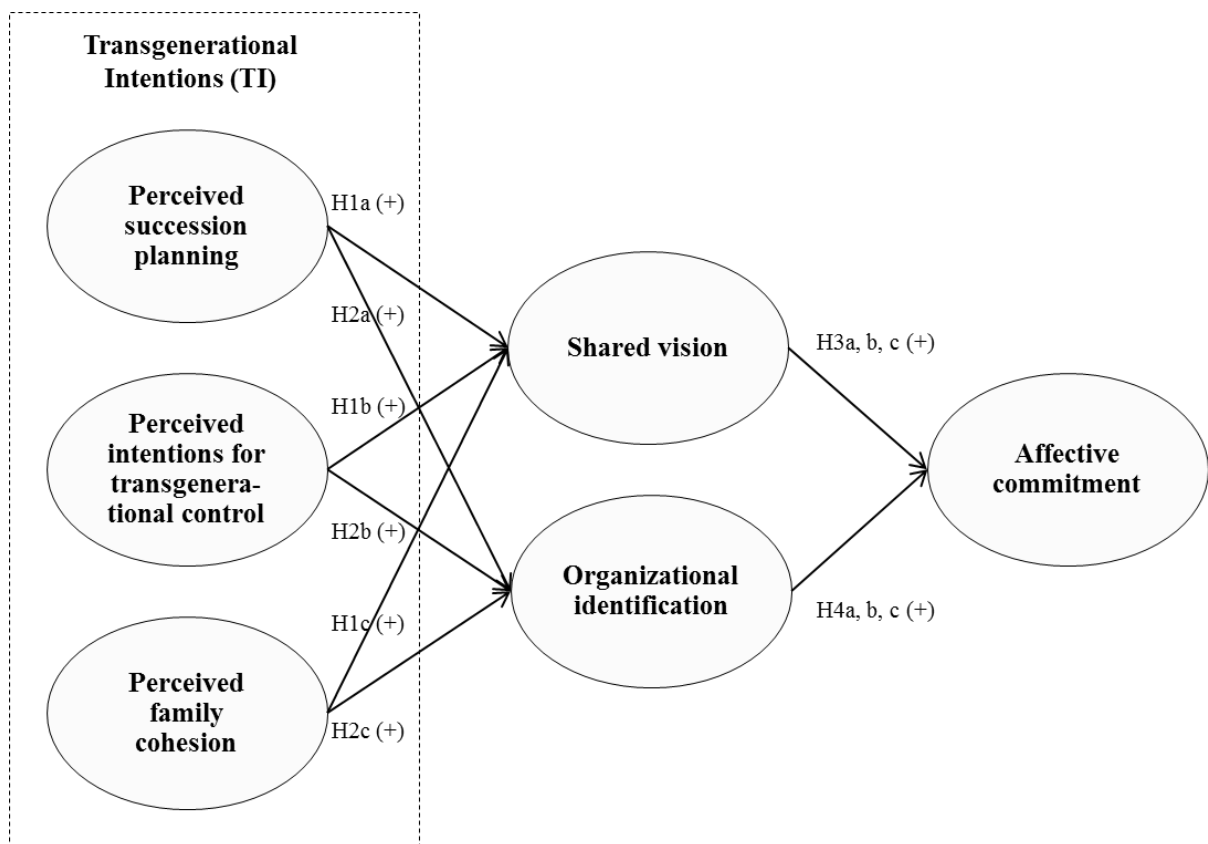 Transgenerational
Intentions (TI)
Perceived
succession
planning
H1a (+)
H2a (+)
Shared vision
H3a, b, c (+)
Perceived
intentions for
transgenera-
tional control
H1b (+)
H2b (+)
Affective
commitment
Organizational
identification
H4a, b, c (+)
Perceived
family
cohesion
H1c (+)
H2c (+)